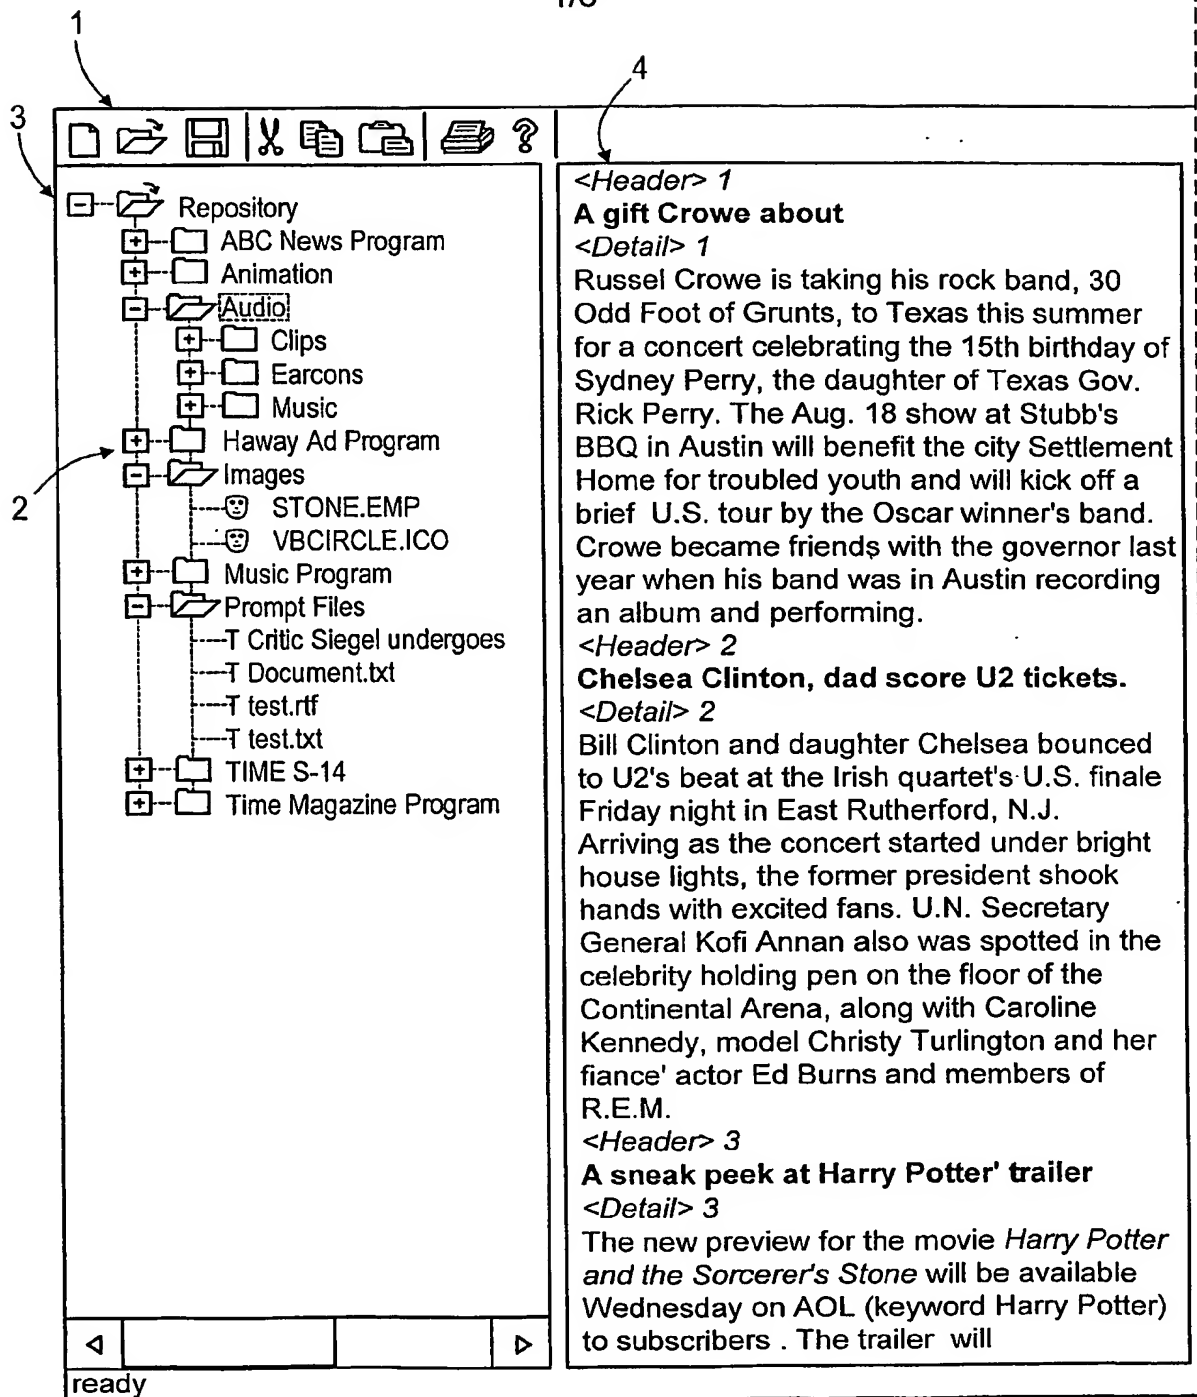 1
4
3
Repository
ABC News Program
Animation
Audio
Clips
Earcons
Music
Haway Ad Program
2
Images
STONE.EMP
VBCIRCLE.ICO
Music Program
Prompt Files
T Critic Siegel undergoes
T Document.txt
T test.rtf
T test.txt
TIME S-14
Time Magazine Program
ready
<Header> 1
A gift Crowe about
<Detail> 1
Russel Crowe is taking his rock band, 30
Odd Foot of Grunts, to Texas this summer
for a concert celebrating the 15th birthday of
Sydney Perry, the daughter of Texas Gov.
Rick Perry. The Aug. 18 show at Stubb's
BBQ in Austin will benefit the city Settlement
Home for troubled youth and will kick off a
brief U.S. tour by the Oscar winner's band.
Crowe became friends with the governor last
year when his band was in Austin recording
an album and performing.
<Header> 2
Chelsea Clinton, dad score U2 tickets.
<Detail> 2
Bill Clinton and daughter Chelsea bounced
to U2's beat at the Irish quartet's U.S. finale
Friday night in East Rutherford, N.J.
Arriving as the concert started under bright
house lights, the former president shook
hands with excited fans. U.N. Secretary
General Kofi Annan also was spotted in the
celebrity holding pen on the floor of the
Continental Arena, along with Caroline
Kennedy, model Christy Turlington and her
fiance' actor Ed Burns and members of
R.E.M.
<Header> 3
A sneak peek at Harry Potter' trailer
<Detail> 3
The new preview for the movie Harry Potter
and the Sorcerer's Stone will be available
Wednesday on AOL (keyword Harry Potter)
to subscribers . The trailer will